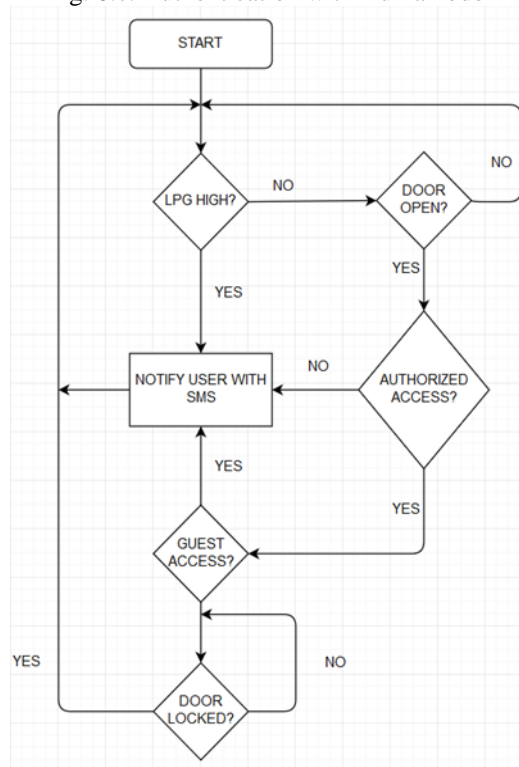 START
LPG HIGH?
NO
DOOR
OPEN?
NO
YES
YES
NOTIFY USER WITH
SMS
NO
AUTHORIZED
ACCESS?
YES
YES
GUEST
ACCESS?
YES
NO
DOOR
LOCKED?